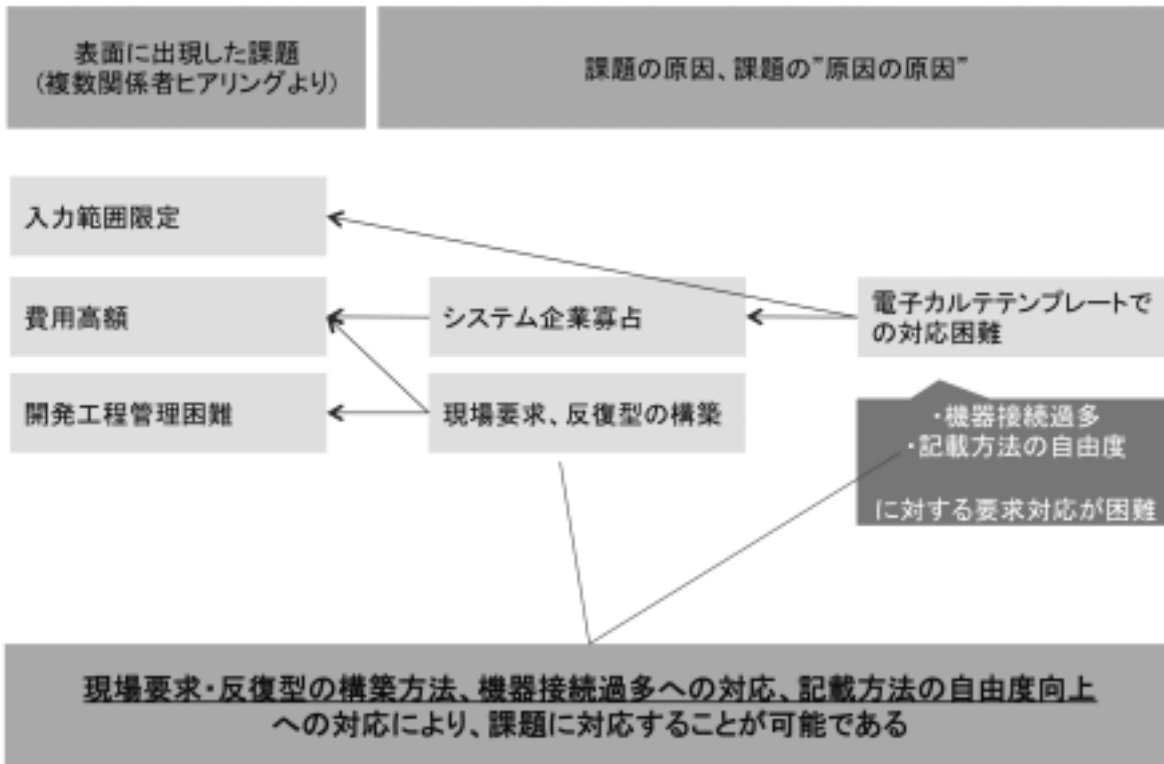 表面に出現した課題
(複数関係者ヒアリングより)
課題の原因、課題の”原因の原因”
入力範囲限定
費用高額
システム企業寡占
電子カルテテンプレートで
の対応困難
開発工程管理困難
現場要求、反復型の構築
・機器接続過多
・記載方法の自由度
に対する要求対応が困難
現場要求・反復型の構築方法、機器接続過多への対応、記載方法の自由度向上
への対応により、課題に対応することが可能である